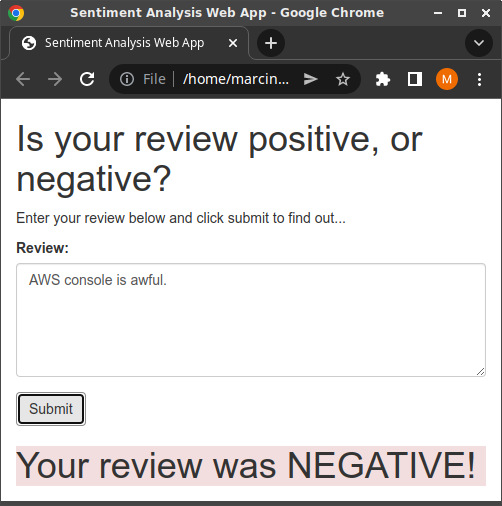 Sentiment Analysis Web App - Google Chrome
Sentiment Analysis Web App
File | /home/marcin...
M
Is your review positive, or
negative?
Enter your review below and click submit to find out...
Review:
AWS console is awful.
Submit
Your review was NEGATIVE!